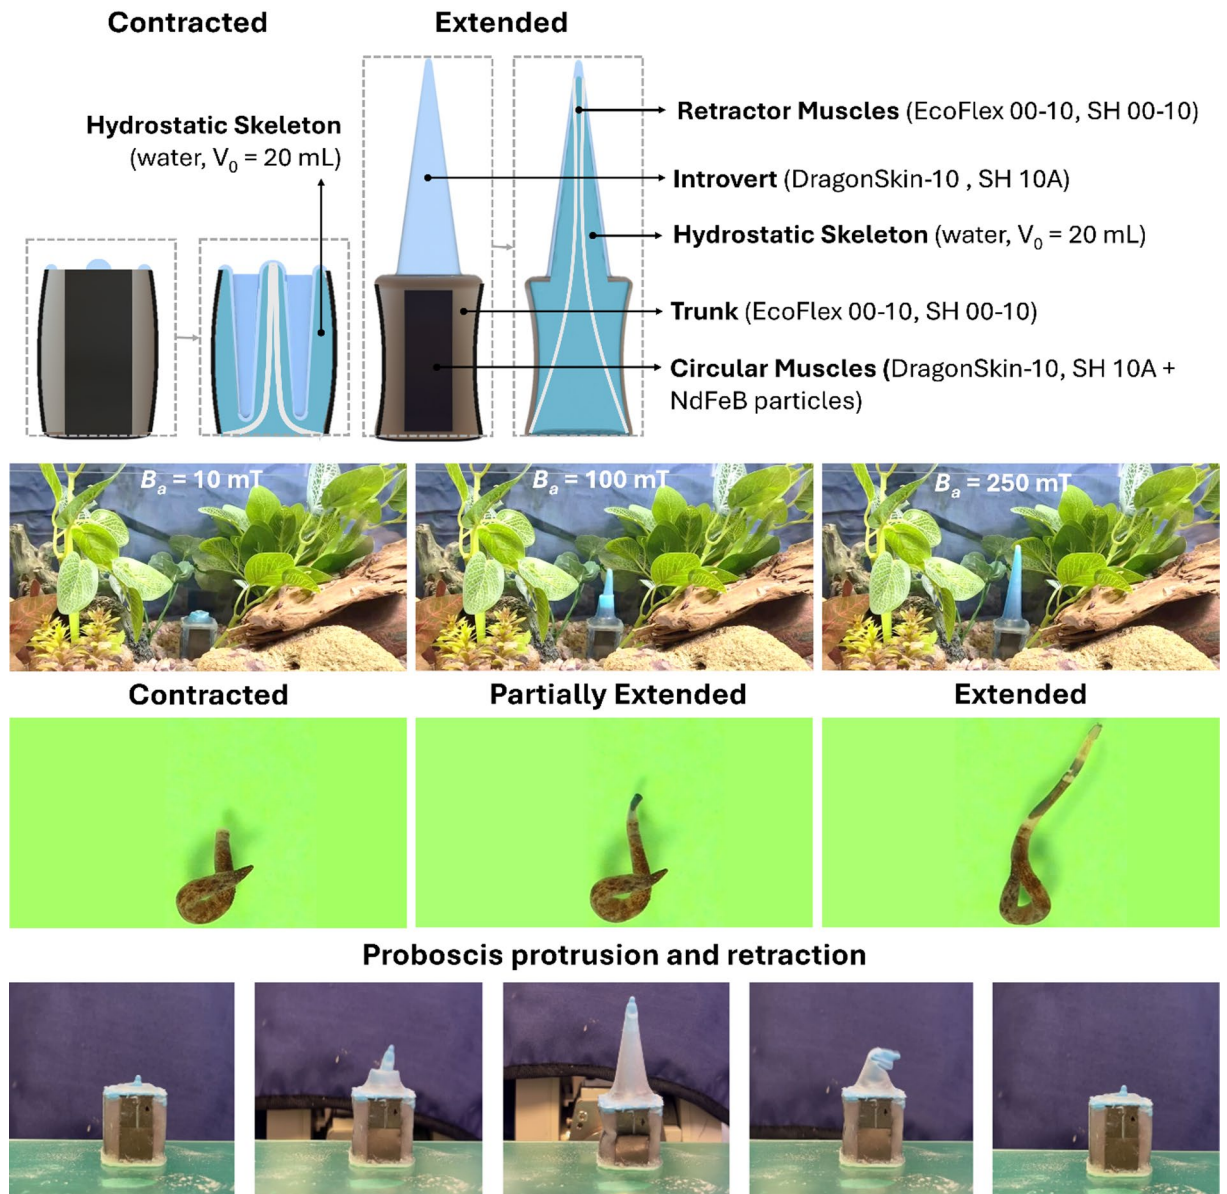 Contracted
Extended
Hydrostatic Skeleton
(water, V₀ = 20 mL)
Retractor Muscles (EcoFlex 00-10, SH 00-10)
Introvert (DragonSkin-10 , SH 10A)
Hydrostatic Skeleton (water, V₀ = 20 mL)
Trunk (EcoFlex 00-10, SH 00-10)
Circular Muscles (DragonSkin-10, SH 10A +
NdFeB particles)
Bₐ = 10 mT
Bₐ = 100 mT
Bₐ = 250 mT
Contracted
Partially Extended
Extended
Proboscis protrusion and retraction